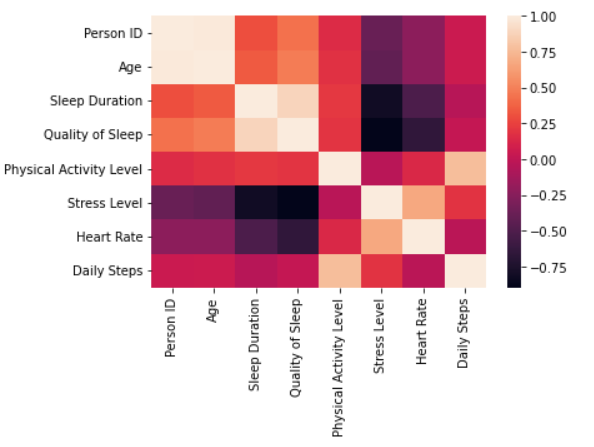 Person ID
Age
Sleep Duration
Quality of Sleep
Physical Activity Level
Stress Level
Heart Rate
Daily Steps
Person ID
Age
Sleep Duration
Quality of Sleep
Physical Activity Level
Stress Level
Heart Rate
Daily Steps
1.00
0.75
0.50
0.25
0.00
−0.25
−0.50
−0.75